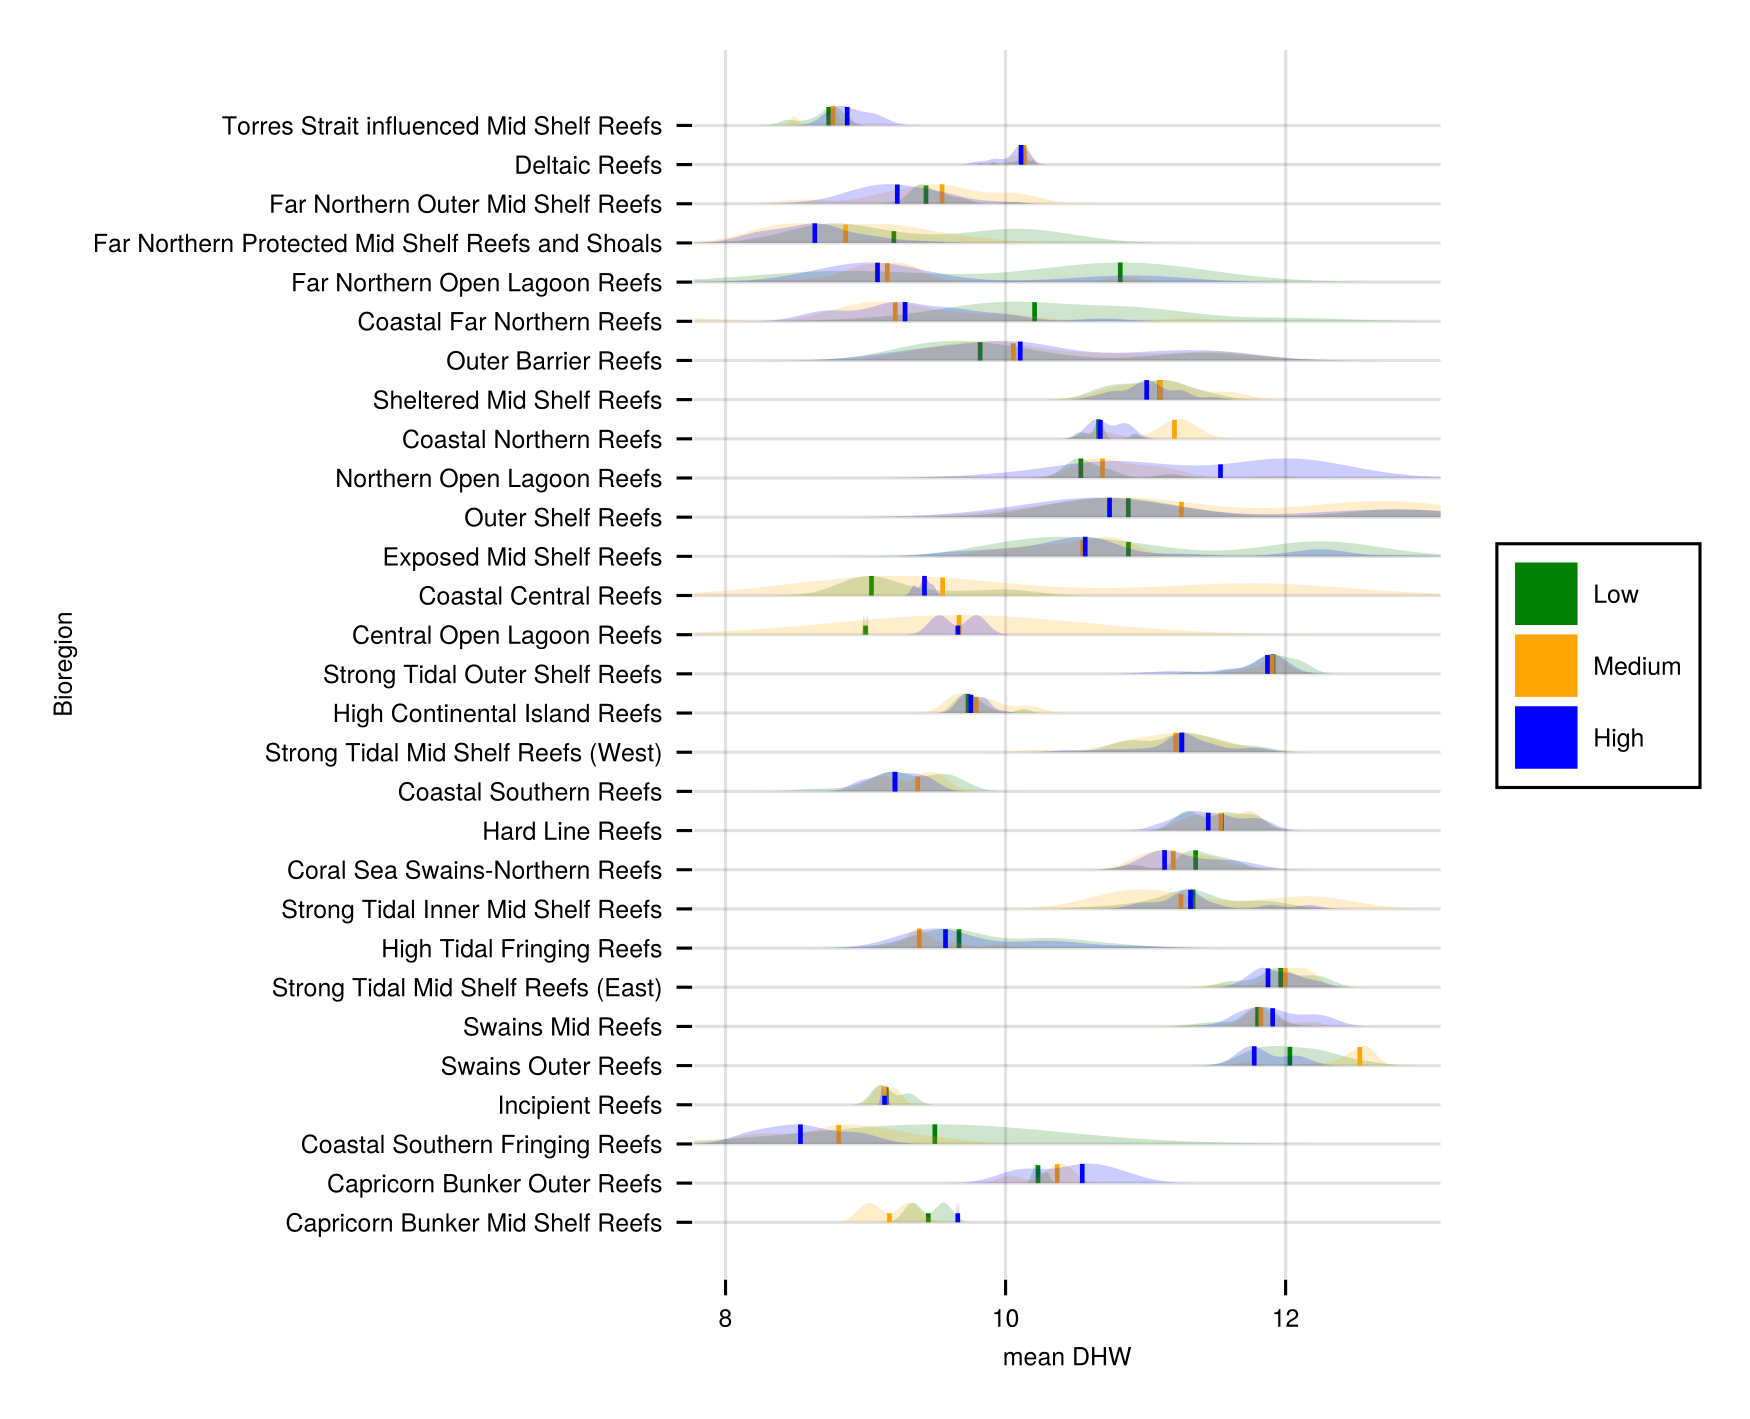 Torres Strait influenced Mid Shelf Reefs
Deltaic Reefs
Far Northern Outer Mid Shelf Reefs
Far Northern Protected Mid Shelf Reefs and Shoals
Far Northern Open Lagoon Reefs
Coastal Far Northern Reefs
Outer Barrier Reefs
Sheltered Mid Shelf Reefs
Coastal Northern Reefs
Northern Open Lagoon Reefs
Outer Shelf Reefs
Exposed Mid Shelf Reefs
Coastal Central Reefs
Central Open Lagoon Reefs
Strong Tidal Outer Shelf Reefs
High Continental Island Reefs
Strong Tidal Mid Shelf Reefs (West)
Coastal Southern Reefs
Hard Line Reefs
Coral Sea Swains-Northern Reefs
Strong Tidal Inner Mid Shelf Reefs
High Tidal Fringing Reefs
Strong Tidal Mid Shelf Reefs (East)
Swains Mid Reefs
Swains Outer Reefs
Incipient Reefs
Coastal Southern Fringing Reefs
Capricorn Bunker Outer Reefs
Capricorn Bunker Mid Shelf Reefs
Bioregion
8 10 12
mean DHW
Low
Medium
High